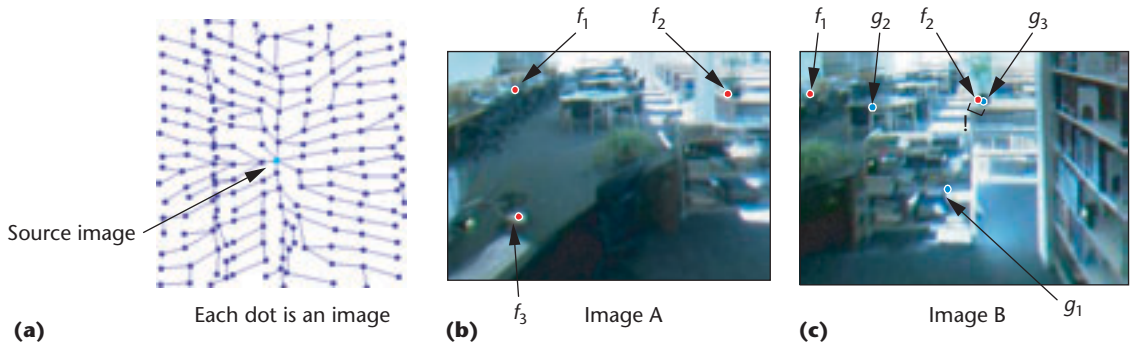 f1
f2
f1
g2
f2
g3
!
Source image
f3
g1
(a)
Each dot is an image
(b)
Image A
(c)
Image B